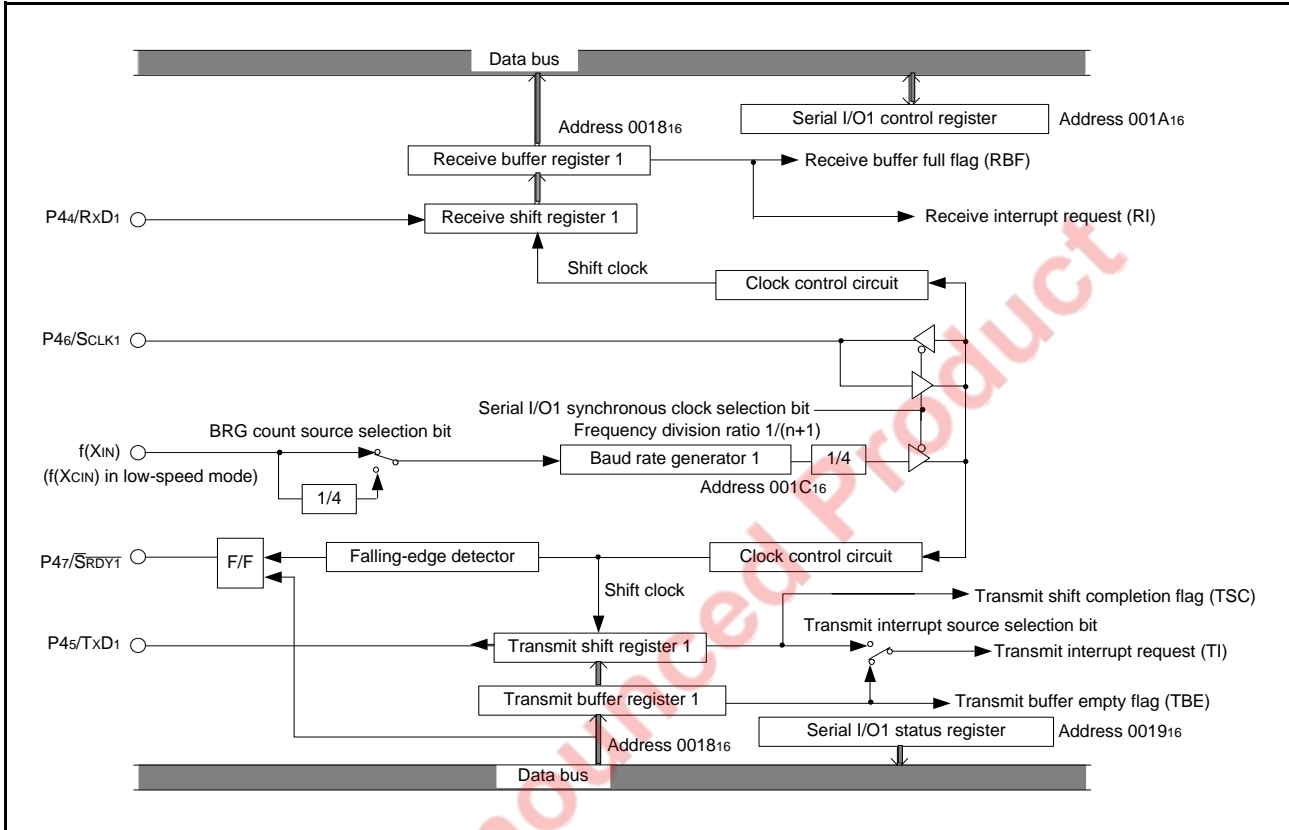 Data bus
Serial I/O1 control register
Address 001A16
Address 001816
Receive buffer register 1
Receive buffer full flag (RBF)
P44/RXD1
Receive shift register 1
Receive interrupt request (RI)
Shift clock
Clock control circuit
P46/SCLK1
Serial I/O1 synchronous clock selection bit
BRG count source selection bit
Frequency division ratio 1/(n+1)
f(XIN)
Baud rate generator 1
1/4
(f(XCIN) in low-speed mode)
1/4
Address 001C16
P47/SRDY1
F/F
Falling-edge detector
Clock control circuit
Shift clock
Transmit shift completion flag (TSC)
Transmit interrupt source selection bit
P45/TXD1
Transmit shift register 1
Transmit interrupt request (TI)
Transmit buffer register 1
Transmit buffer empty flag (TBE)
Address 001816
Serial I/O1 status register
Address 001916
Data bus
ounced Product